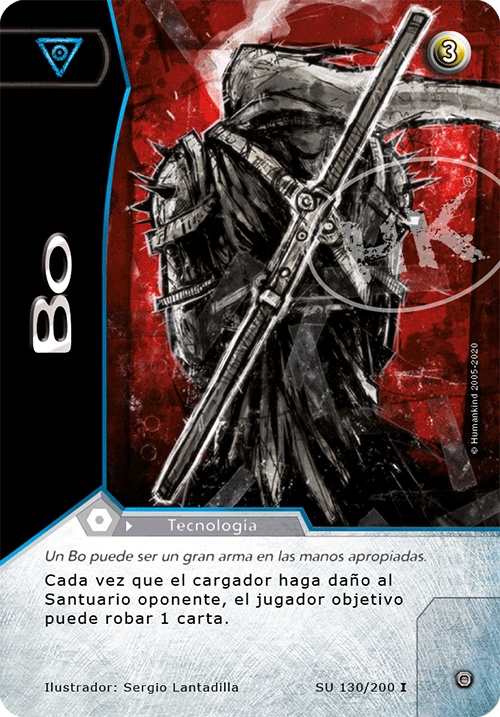 3
Bo
HK
®
© Humankind 2005-2020
Tecnología
Un Bo puede ser un gran arma en las manos apropiadas.
Cada vez que el cargador haga daño al
Santuario oponente, el jugador objetivo
puede robar 1 carta.
Ilustrador: Sergio Lantadilla
SU 130/200 I